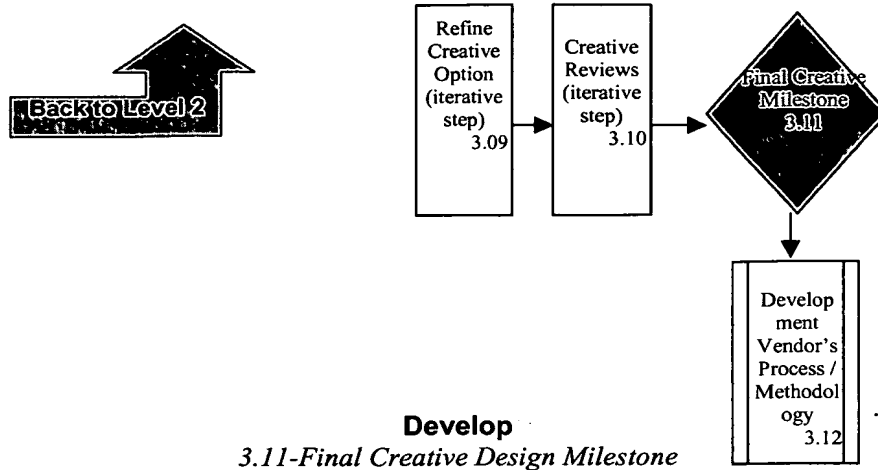 Back to Level 2
Refine
Creative
Option
(iterative
step)
3.09
Creative
Reviews
(iterative
step)
3.10
Final Creative
Milestone
3.11
Develop
ment
Vendor's
Process /
Methodol
ogy
3.12
Develop
3.11-Final Creative Design Milestone